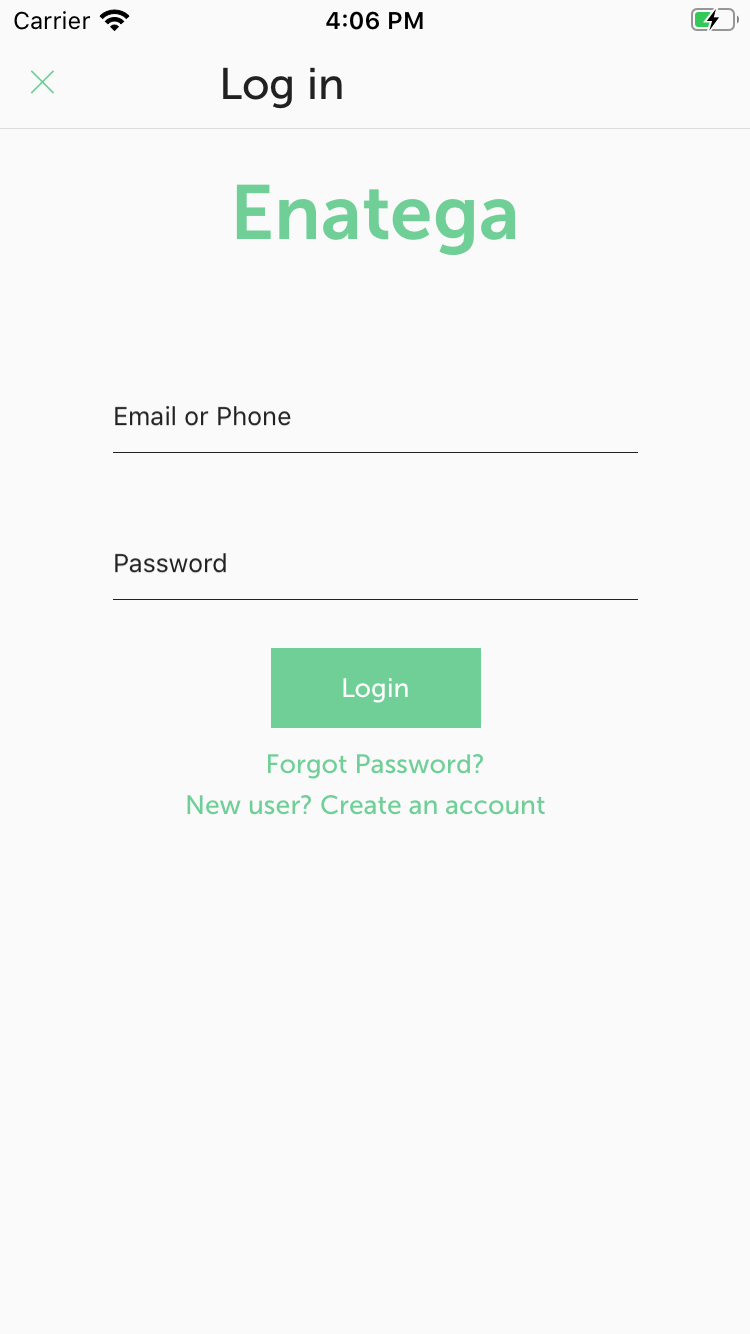 Carrier 4:06 PM
Log in
Enatega
Email or Phone
Password
Login
Forgot Password?
New user? Create an account